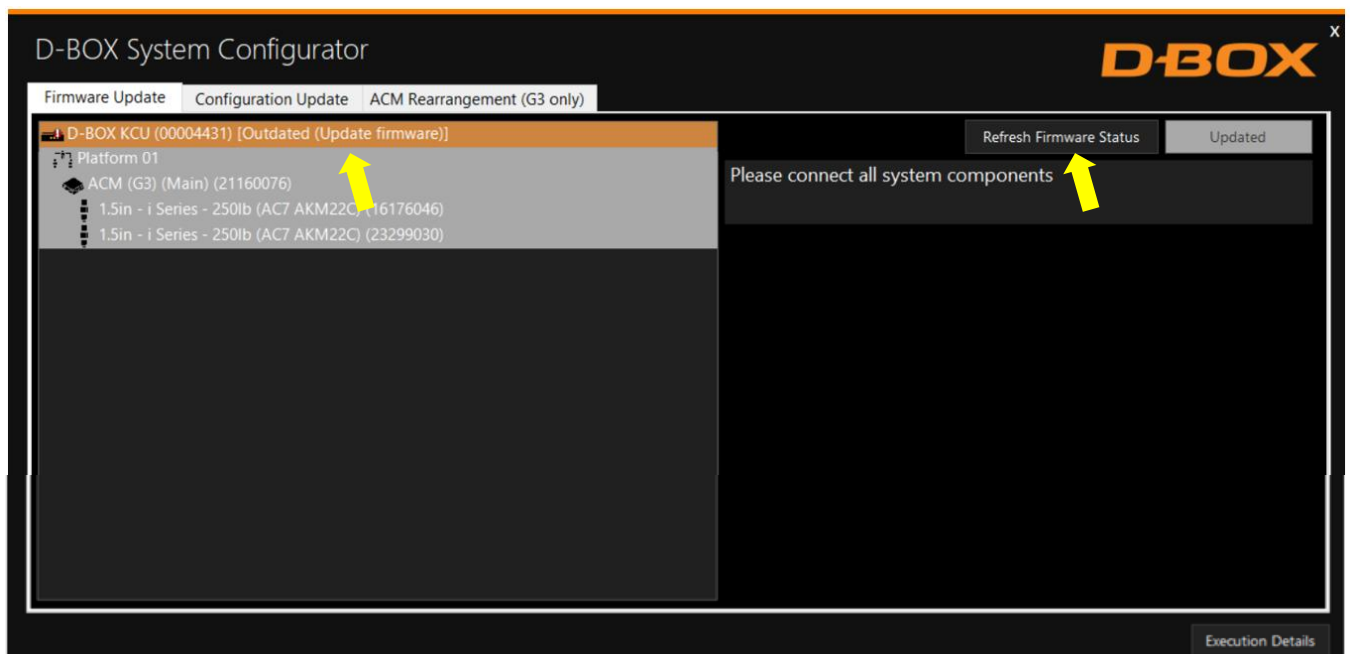 D-BOX System Configurator
D-BOX
x
Firmware Update
Configuration Update
ACM Rearrangement (G3 only)
D-BOX KCU (00004431) [Outdated (Update firmware)]
Platform 01
ACM (G3) (Main) (21160076)
1.5in - i Series - 250lb (AC7 AKM22C) (16176046)
1.5in - i Series - 250lb (AC7 AKM22C) (23299030)
Refresh Firmware Status
Updated
Please connect all system components
Execution Details